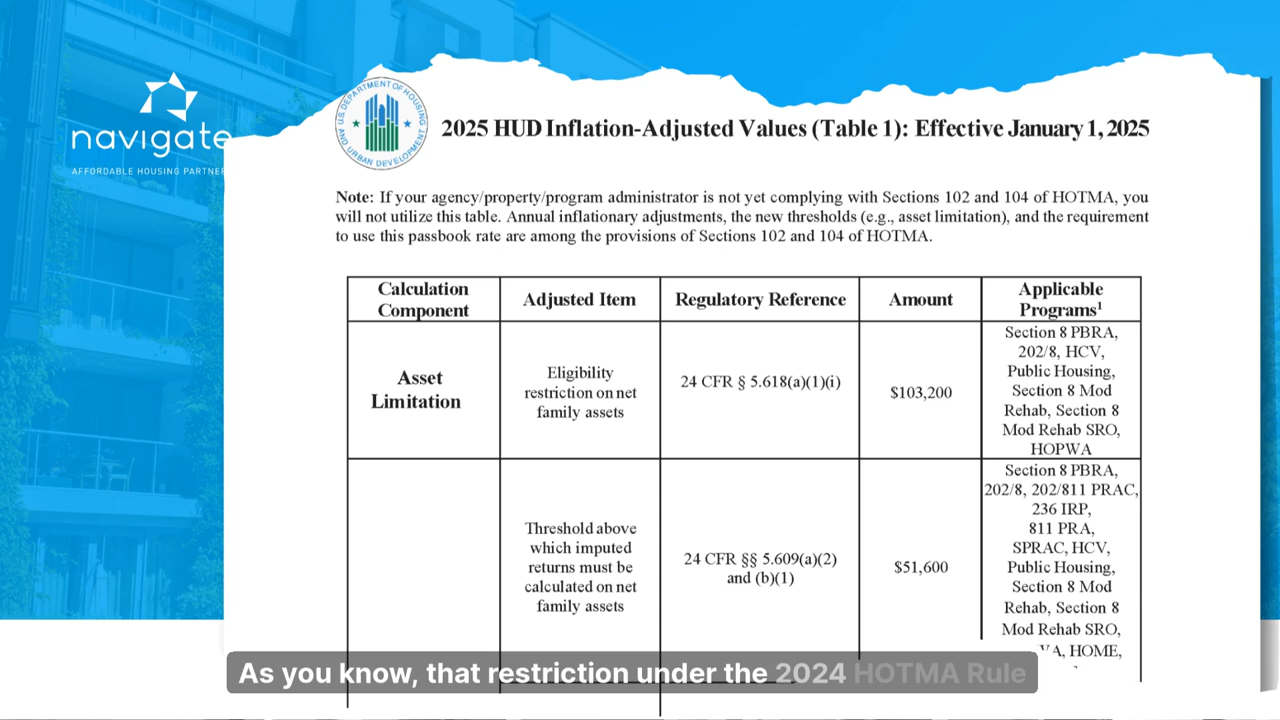 navigate
AFFORDABLE HOUSING PARTNER
U.S. DEPARTMENT OF HOUSING
AND URBAN DEVELOPMENT
2025 HUD Inflation-Adjusted Values (Table 1): Effective January 1, 2025
Note: If your agency/property/program administrator is not yet complying with Sections 102 and 104 of HOTMA, you
will not utilize this table. Annual inflationary adjustments, the new thresholds (e.g., asset limitation), and the requirement
to use this passbook rate are among the provisions of Sections 102 and 104 of HOTMA.
Calculation
Component
Adjusted Item
Regulatory Reference
Amount
Applicable
Programs¹
Asset
Limitation
Eligibility
restriction on net
family assets
24 CFR § 5.618(a)(1)(i)
$103,200
Section 8 PBRA,
202/8, HCV,
Public Housing,
Section 8 Mod
Rehab, Section 8
Mod Rehab SRO,
HOPWA
Threshold above
which imputed
returns must be
calculated on net
family assets
24 CFR §§ 5.609(a)(2)
and (b)(1)
$51,600
Section 8 PBRA,
202/8, 202/811 PRAC,
236 IRP,
811 PRA,
SPRAC, HCV,
Public Housing,
Section 8 Mod
Rehab, Section 8
Mod Rehab SRO,
HOME,
As you know, that restriction under the 2024 HOTMA Rule